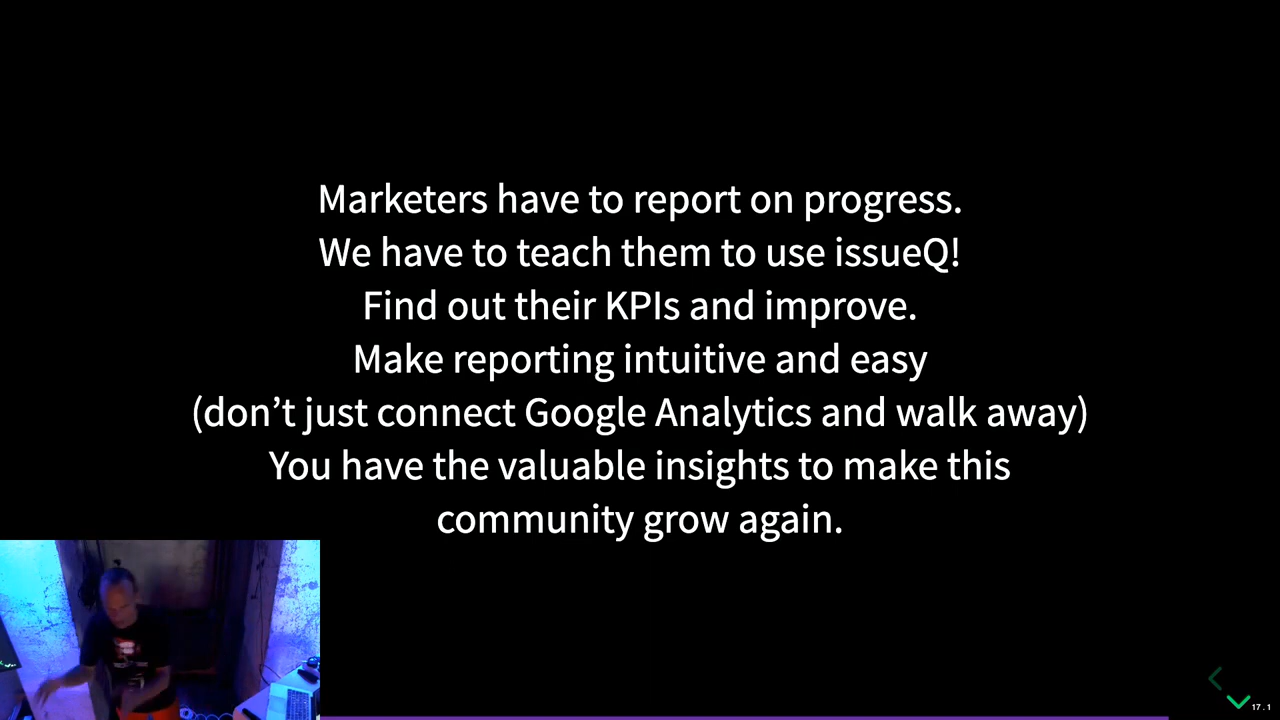 Marketers have to report on progress.
We have to teach them to use issueQ!
Find out their KPIs and improve.
Make reporting intuitive and easy
(don’t just connect Google Analytics and walk away)
You have the valuable insights to make this
community grow again.
17.1